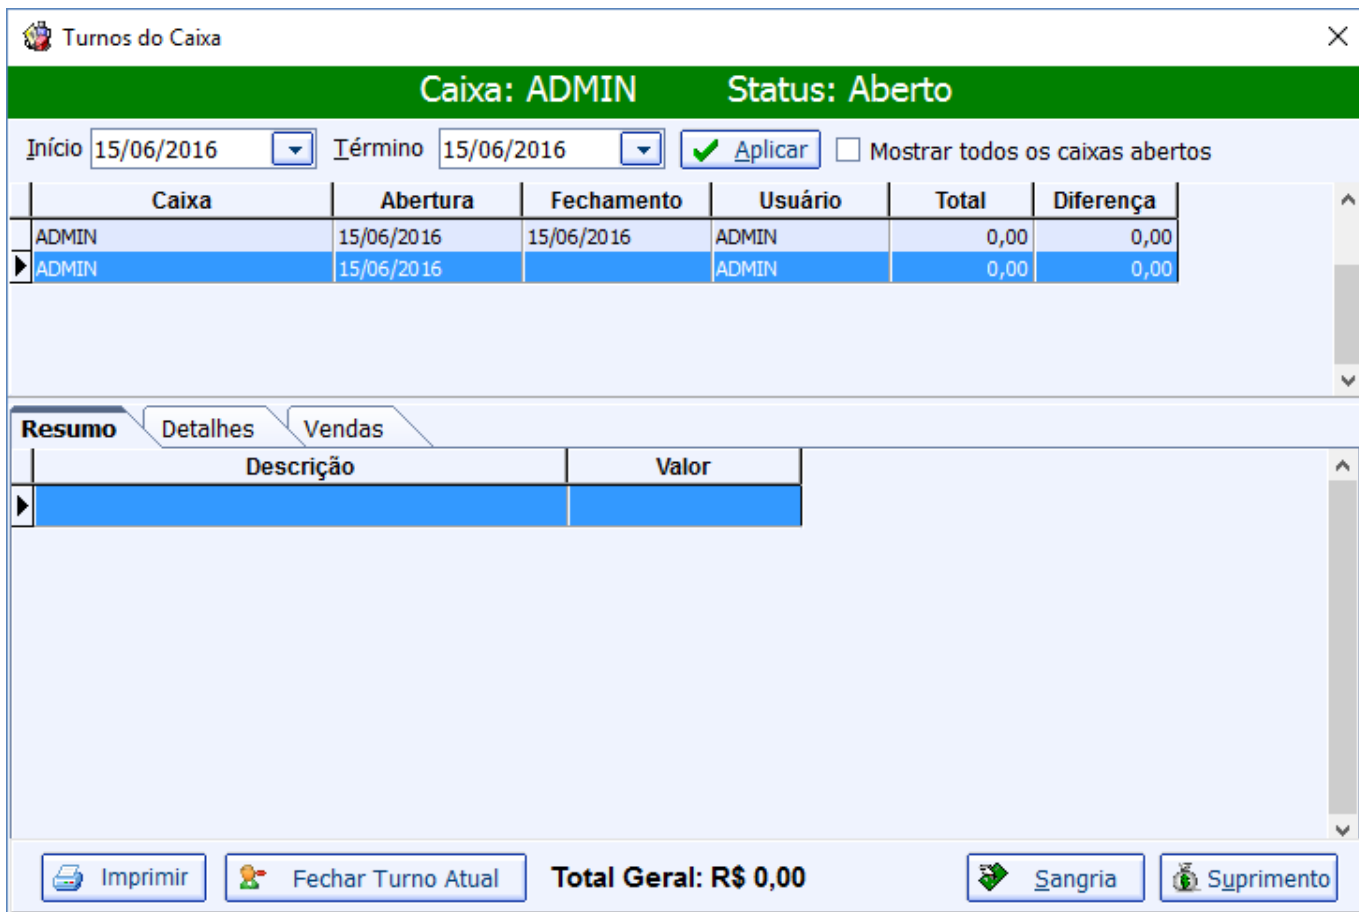 Turnos do Caixa
Caixa: ADMIN Status: Aberto
Início 15/06/2016 Término 15/06/2016 Aplicar Mostrar todos os caixas abertos
Caixa Abertura Fechamento Usuário Total Diferença
ADMIN 15/06/2016 15/06/2016 ADMIN 0,00 0,00
ADMIN 15/06/2016 ADMIN 0,00 0,00
Resumo Detalhes Vendas
Descrição Valor
Imprimir Fechar Turno Atual Total Geral: R$ 0,00 Sangria Suprimento